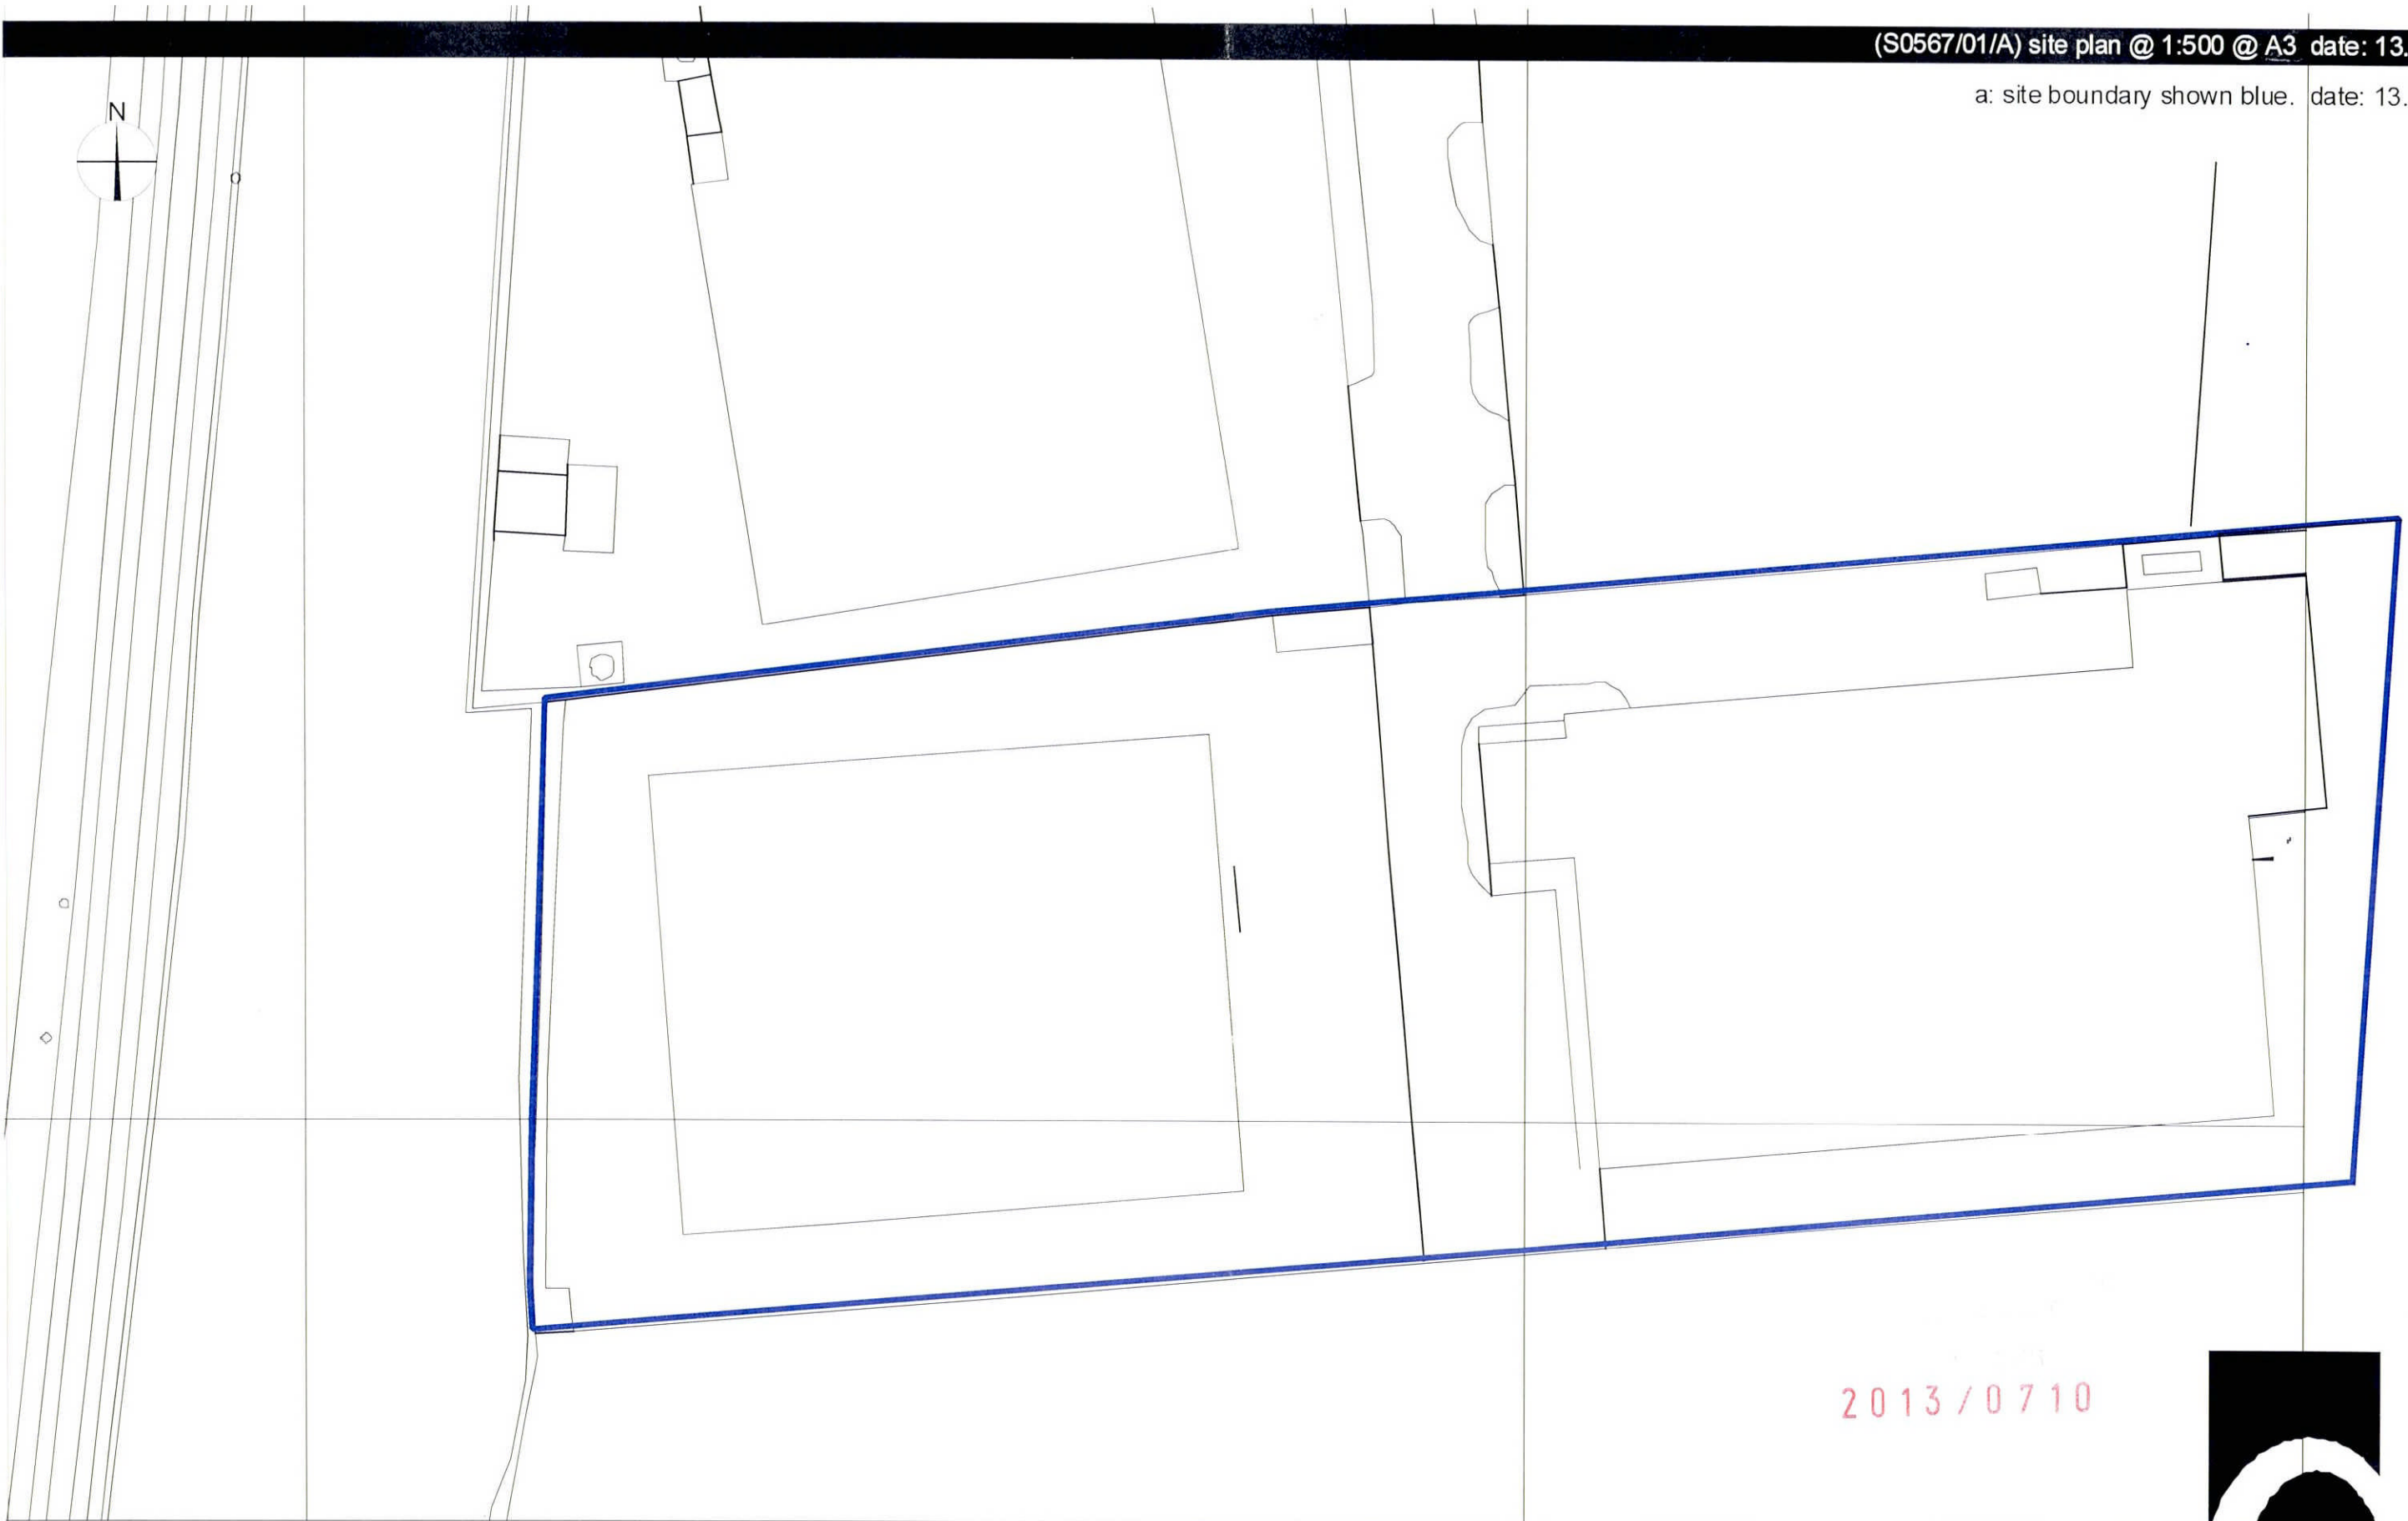 (S0567/01/A) site plan @ 1:500 @ A3 date: 13.
a: site boundary shown blue. date: 13.
N
2013/0710